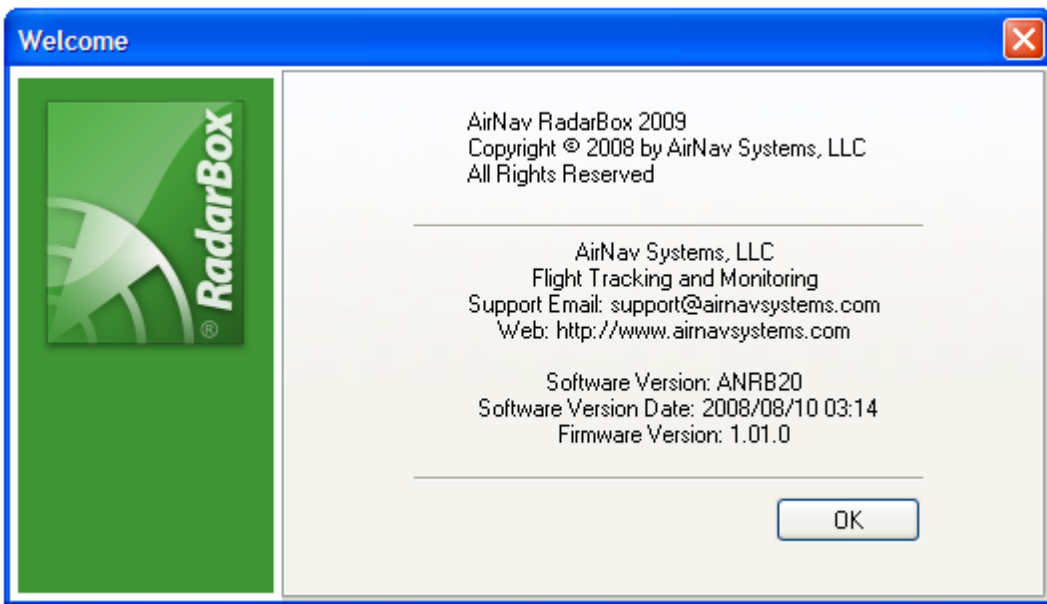 Welcome
® RadarBox
AirNav RadarBox 2009
Copyright © 2008 by AirNav Systems, LLC
All Rights Reserved
AirNav Systems, LLC
Flight Tracking and Monitoring
Support Email: support@airnavsystems.com
Web: http://www.airnavsystems.com
Software Version: ANRB20
Software Version Date: 2008/08/10 03:14
Firmware Version: 1.01.0
OK